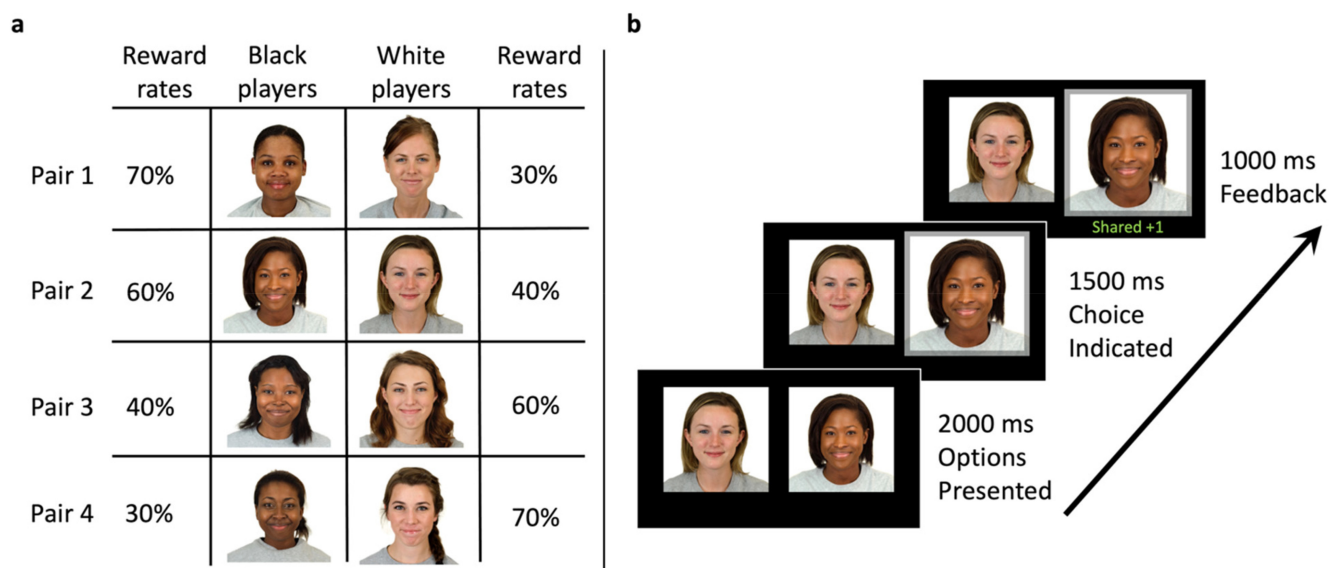 a
Reward rates
Black players
White players
Reward rates
Pair 1
70%
30%
Pair 2
60%
40%
Pair 3
40%
60%
Pair 4
30%
70%
b
1000 ms
Feedback
Shared +1
1500 ms
Choice
Indicated
2000 ms
Options
Presented